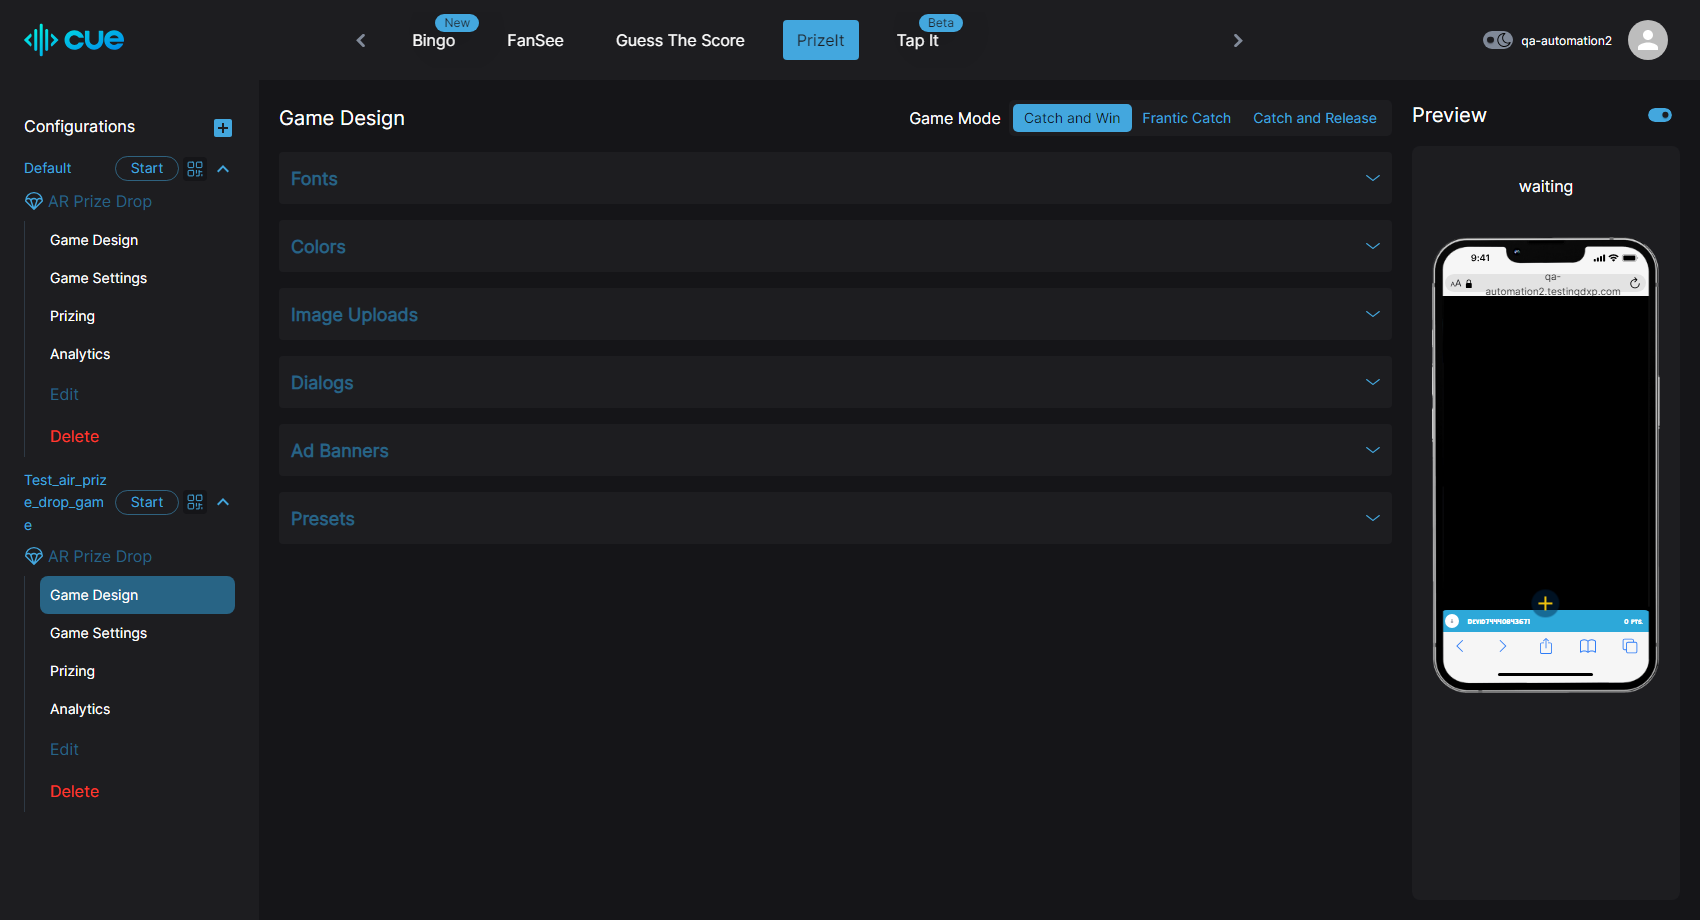 cue
New
Bingo
FanSee
Guess The Score
PrizeIt
Beta
Tap It
qa-automation2
Configurations
Default
Start
AR Prize Drop
Game Design
Game Settings
Prizing
Analytics
Edit
Delete
Test_air_priz
e_drop_gam
e
Start
AR Prize Drop
Game Design
Game Settings
Prizing
Analytics
Edit
Delete
Game Design
Game Mode
Catch and Win
Frantic Catch
Catch and Release
Fonts
Colors
Image Uploads
Dialogs
Ad Banners
Presets
Preview
waiting
9:41
AA
qa-
automation2.testingdxp.com
0 PTS.